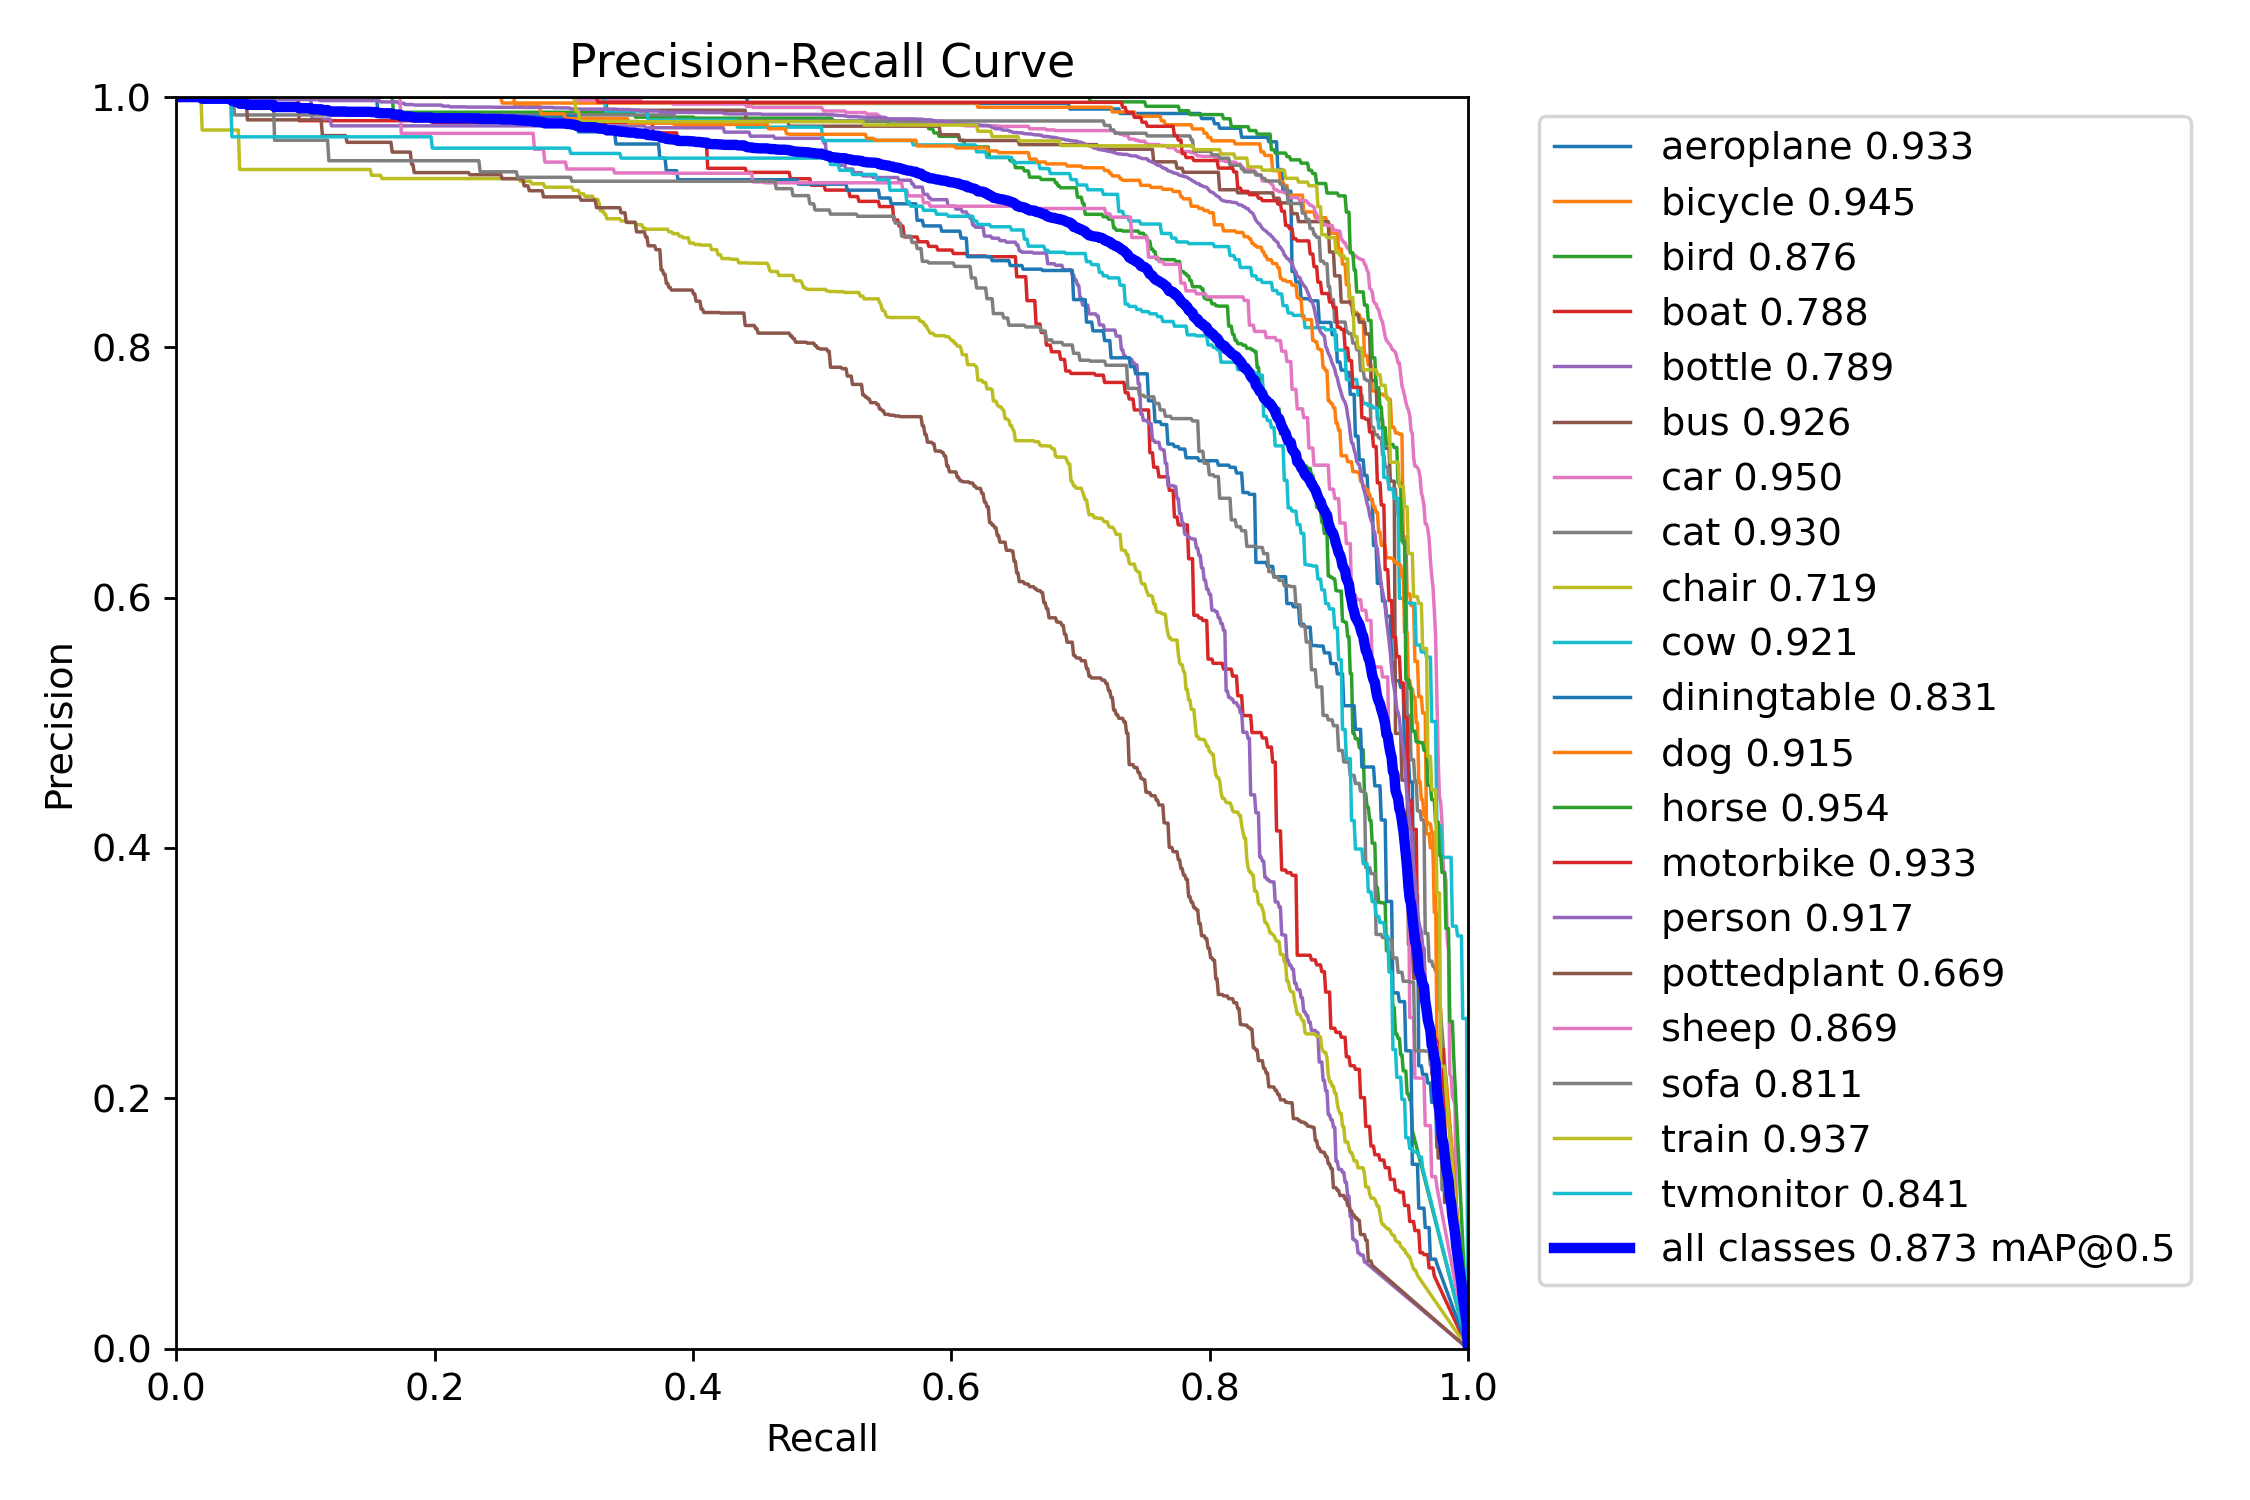 Precision-Recall Curve
1.0
0.8
0.6
0.4
0.2
0.0
Precision
0.0 0.2 0.4 0.6 0.8 1.0
Recall
aeroplane 0.933
bicycle 0.945
bird 0.876
boat 0.788
bottle 0.789
bus 0.926
car 0.950
cat 0.930
chair 0.719
cow 0.921
diningtable 0.831
dog 0.915
horse 0.954
motorbike 0.933
person 0.917
pottedplant 0.669
sheep 0.869
sofa 0.811
train 0.937
tvmonitor 0.841
all classes 0.873 mAP@0.5